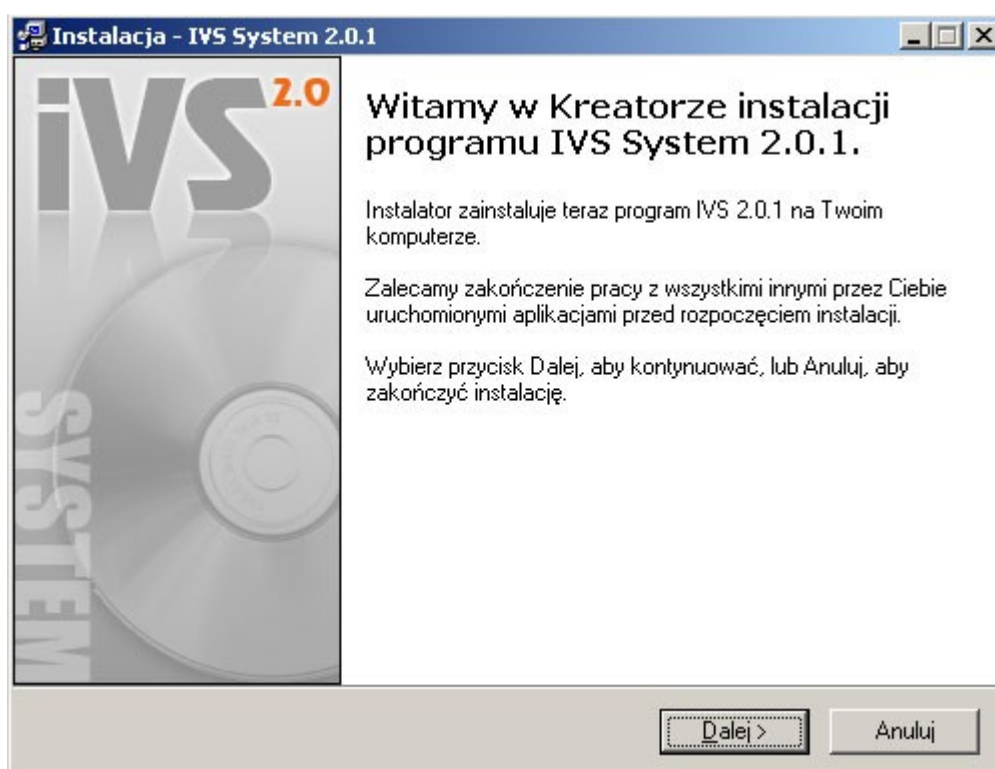 Instalacja - IVS System 2.0.1
iVS 2.0
SYSTEM
Witamy w Kreatorze instalacji
programu IVS System 2.0.1.
Instalator zainstaluje teraz program IVS 2.0.1 na Twoim
komputerze.
Zalecamy zakończenie pracy z wszystkimi innymi przez Ciebie
uruchomionymi aplikacjami przed rozpoczęciem instalacji.
Wybierz przycisk Dalej, aby kontynuować, lub Anuluj, aby
zakończyć instalację.
Dalej >
Anuluj